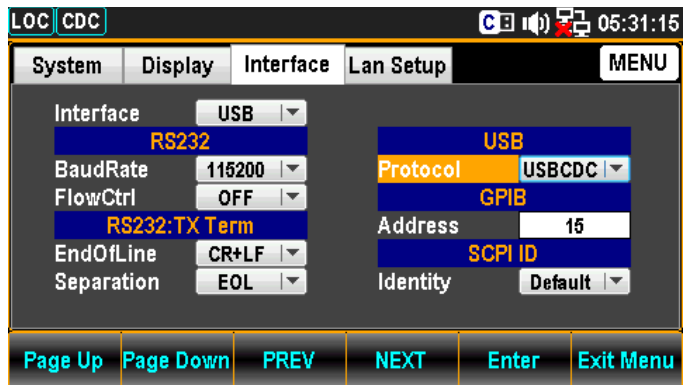 LOC CDC C 05:31:15
System Display Interface Lan Setup MENU
Interface USB
RS232 USB
BaudRate 115200 Protocol USBCDC
FlowCtrl OFF GPIB
RS232:TX Term Address 15
EndOfLine CR+LF SCPI ID
Separation EOL Identity Default
Page Up Page Down PREV NEXT Enter Exit Menu